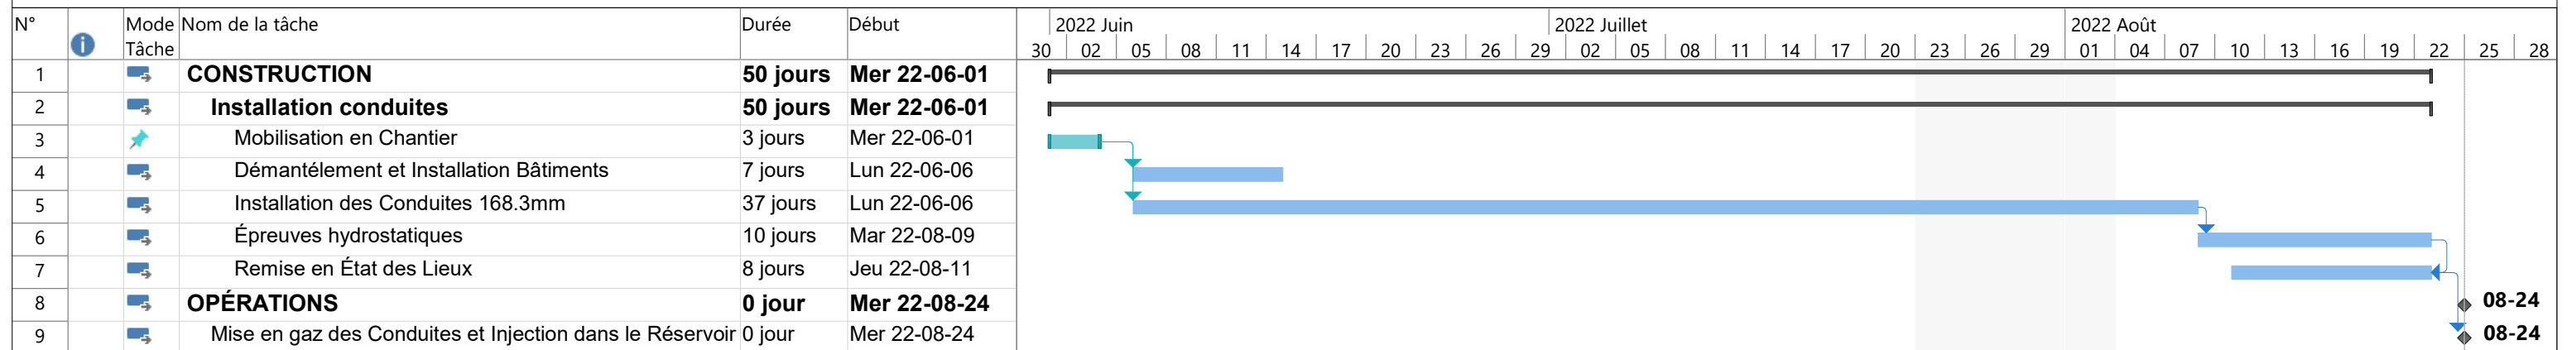 N° Mode Tâche Nom de la tâche Durée Début 2022 Juin 2022 Juillet 2022 Août
30 02 05 08 11 14 17 20 23 26 29 02 05 08 11 14 17 20 23 26 29 01 04 07 10 13 16 19 22 25 28
1 CONSTRUCTION 50 jours Mer 22-06-01
2 Installation conduites 50 jours Mer 22-06-01
3 Mobilisation en Chantier 3 jours Mer 22-06-01
4 Démantélement et Installation Bâtiments 7 jours Lun 22-06-06
5 Installation des Conduites 168.3mm 37 jours Lun 22-06-06
6 Épreuves hydrostatiques 10 jours Mar 22-08-09
7 Remise en État des Lieux 8 jours Jeu 22-08-11
8 OPÉRATIONS 0 jour Mer 22-08-24 08-24
9 Mise en gaz des Conduites et Injection dans le Réservoir 0 jour Mer 22-08-24 08-24